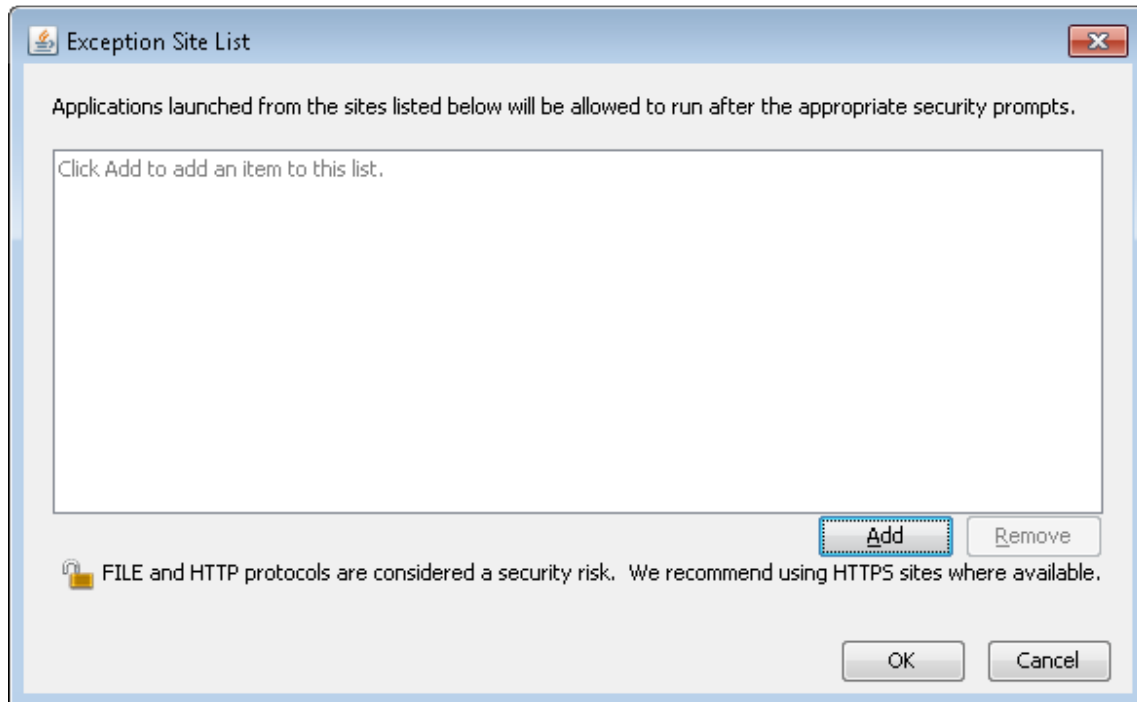 Exception Site List
Applications launched from the sites listed below will be allowed to run after the appropriate security prompts.
Click Add to add an item to this list.
Add
Remove
FILE and HTTP protocols are considered a security risk.  We recommend using HTTPS sites where available.
OK
Cancel